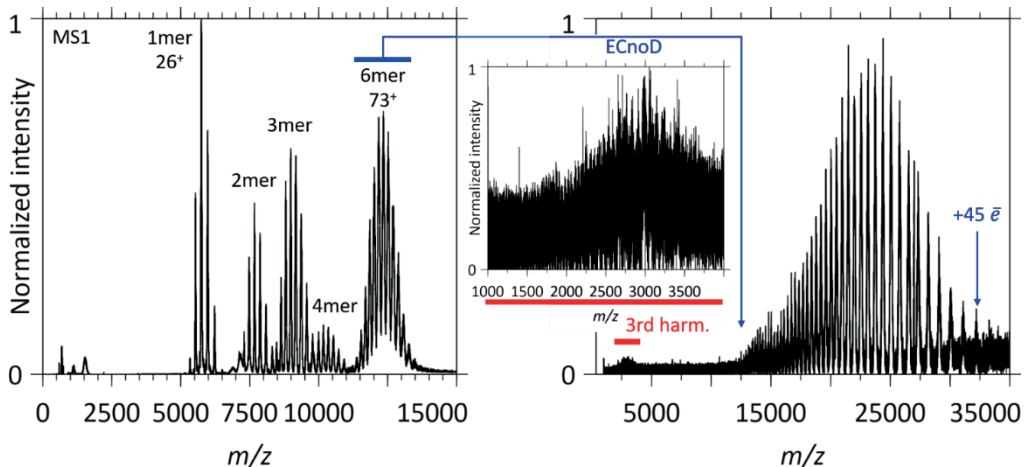 1
MS1
1mer
26+
2mer
3mer
4mer
6mer
73+
Normalized intensity
0
0 2500 5000 7500 10000 15000
m/z
ECnoD
1
Normalized intensity
0
1000 1500 2000 2500 3000 3500
m/z
3rd harm.
1
+45 ē
0
5000 15000 25000 35000
m/z